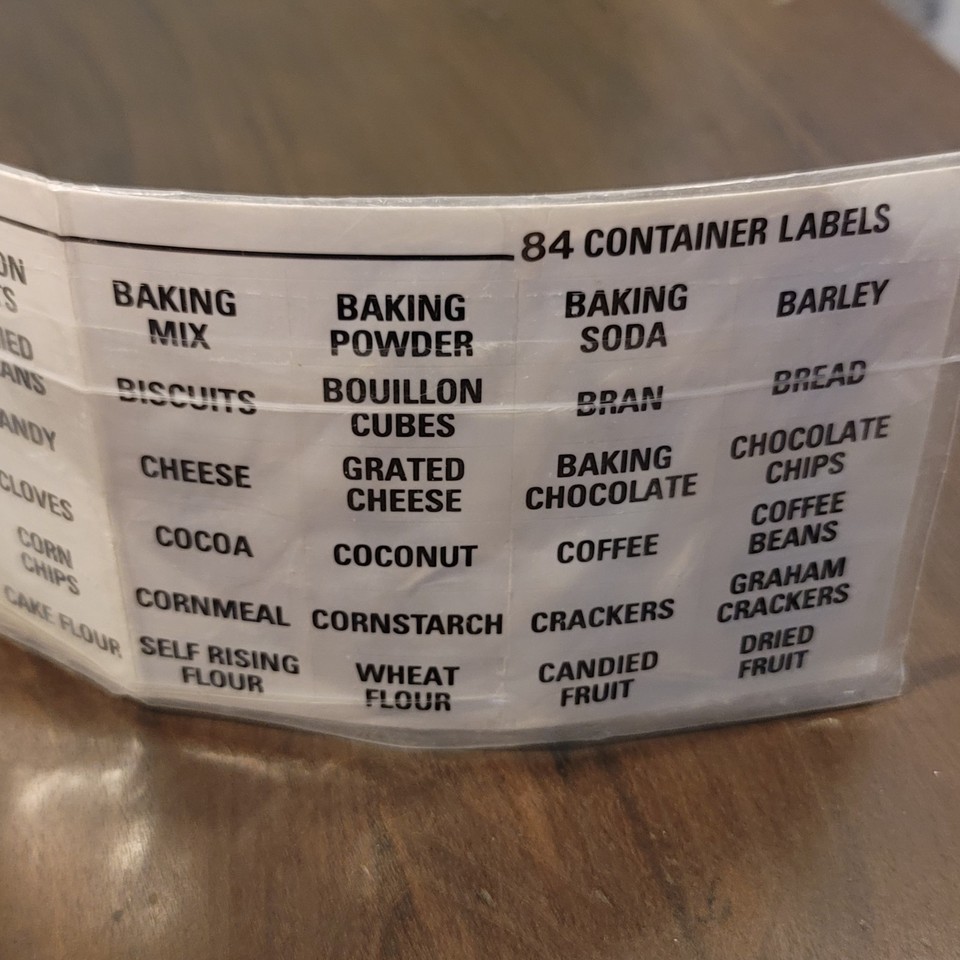 84 CONTAINER LABELS
BAKING MIX
BAKING POWDER
BAKING SODA
BARLEY
BISCUITS
BOUILLON CUBES
BRAN
BREAD
CHEESE
GRATED CHEESE
BAKING CHOCOLATE
CHOCOLATE CHIPS
CLOVES
COCOA
COCONUT
COFFEE
COFFEE BEANS
CORN CHIPS
CORNMEAL
CORNSTARCH
CRACKERS
GRAHAM CRACKERS
CAKE FLOUR
SELF RISING FLOUR
WHEAT FLOUR
CANDIED FRUIT
DRIED FRUIT